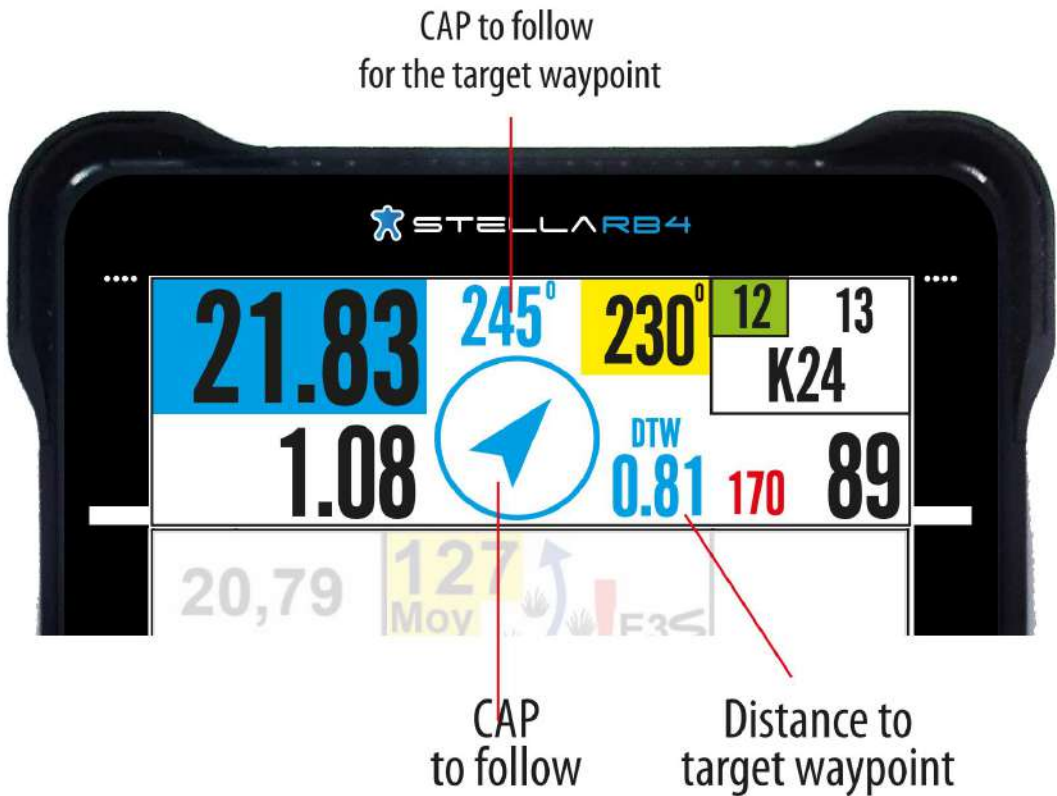 CAP to follow
for the target waypoint
STELLARB4
21.83
245°
230°
12
13
K24
1.08
DTW
0.81
170
89
20,79
127
Moy
CAP
to follow
Distance to
target waypoint